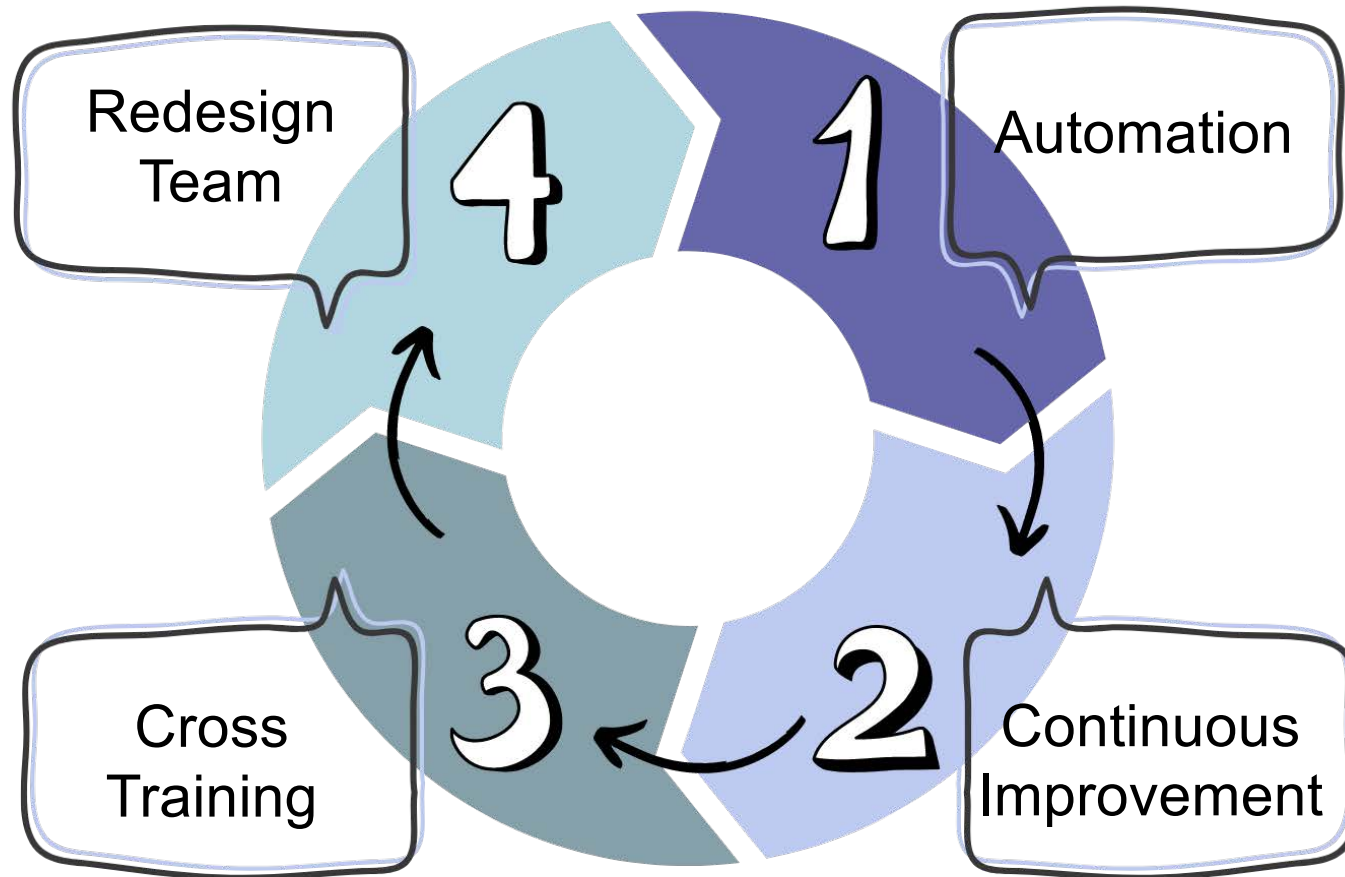 1
Automation
2
Continuous
Improvement
3
Cross
Training
4
Redesign
Team